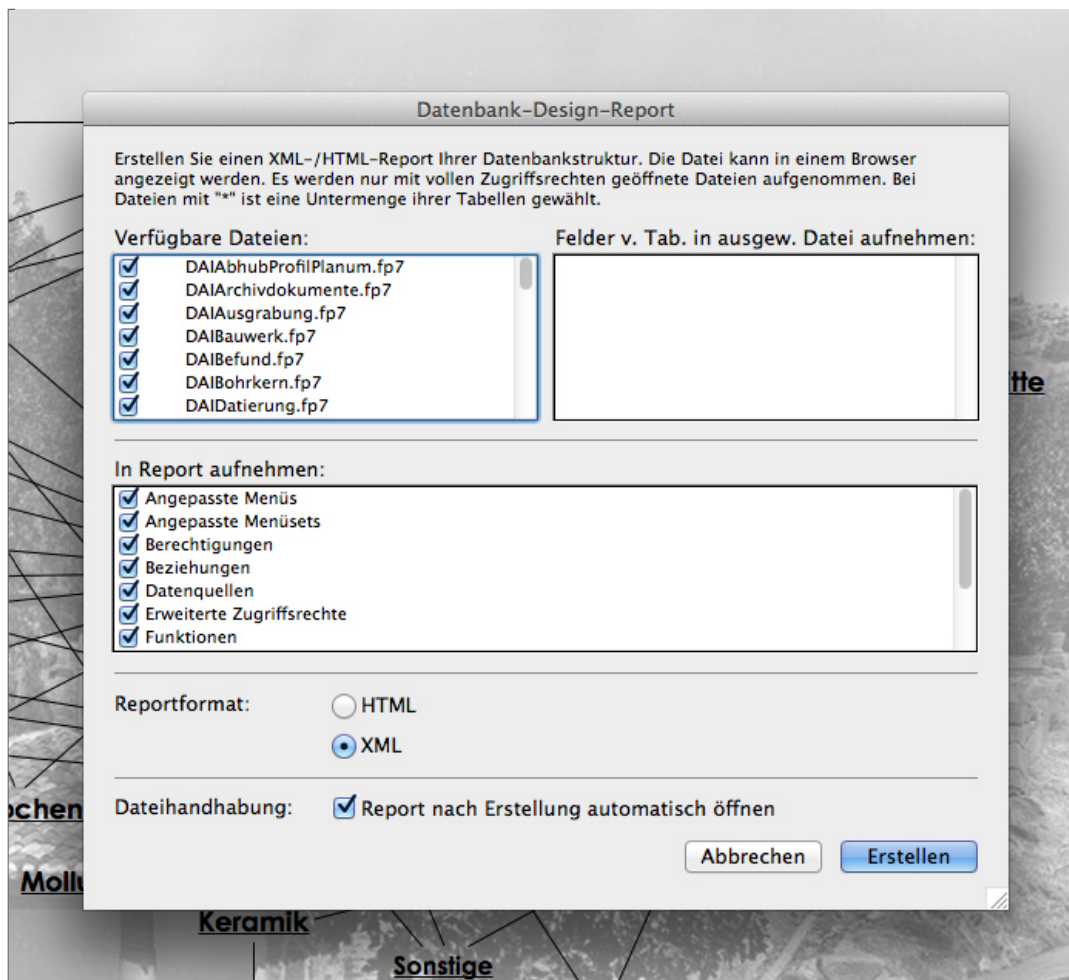 Datenbank-Design-Report
Erstellen Sie einen XML-/HTML-Report Ihrer Datenbankstruktur. Die Datei kann in einem Browser
angezeigt werden. Es werden nur mit vollen Zugriffsrechten geöffnete Dateien aufgenommen. Bei
Dateien mit "*" ist eine Untermenge ihrer Tabellen gewählt.
Verfügbare Dateien:
Felder v. Tab. in ausgew. Datei aufnehmen:
DAIAbhubProfilPlanum.fp7
DAIArchivdokumente.fp7
DAIAusgrabung.fp7
DAIBauwerk.fp7
DAIBefund.fp7
DAIBohrkern.fp7
DAIDatierung.fp7
In Report aufnehmen:
Angepasste Menüs
Angepasste Menüsets
Berechtigungen
Beziehungen
Datenquellen
Erweiterte Zugriffsrechte
Funktionen
Reportformat:
HTML
XML
Dateihandhabung:
Report nach Erstellung automatisch öffnen
Abbrechen
Erstellen
tte
ochen
Mollu
Keramik
Sonstige